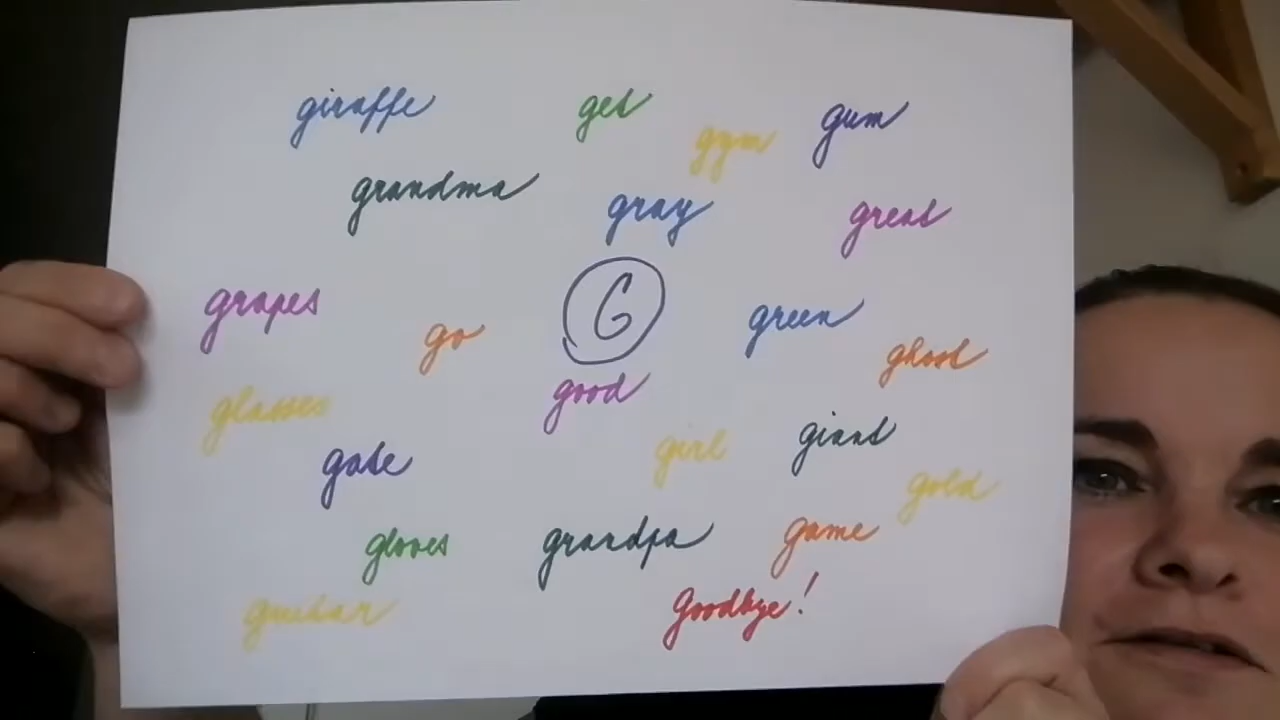 giraffe
get
gym
gum
grandma
gray
great
grapes
go
G
green
ghost
glasses
good
gate
girl
giant
gold
gloves
grandpa
game
guitar
Goodbye!